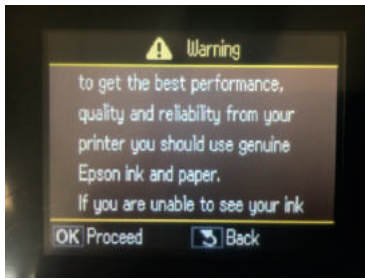 Warning
to get the best performance,
quality and reliability from your
printer you should use genuine
Epson ink and paper.
If you are unable to see your ink
OK Proceed Back